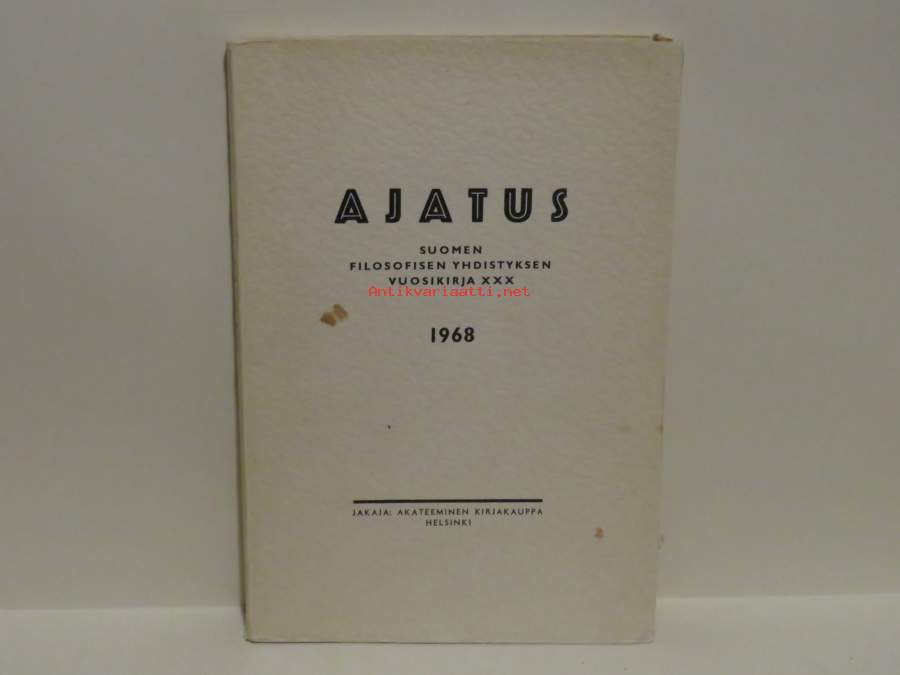 AJATUS
SUOMEN
FILOSOFISEN YHDISTYKSEN
VUOSIKIRJA XXX
Antikvariaatti.net
1968
JAKAJA: AKATEEMINEN KIRJAKAUPPA
HELSINKI